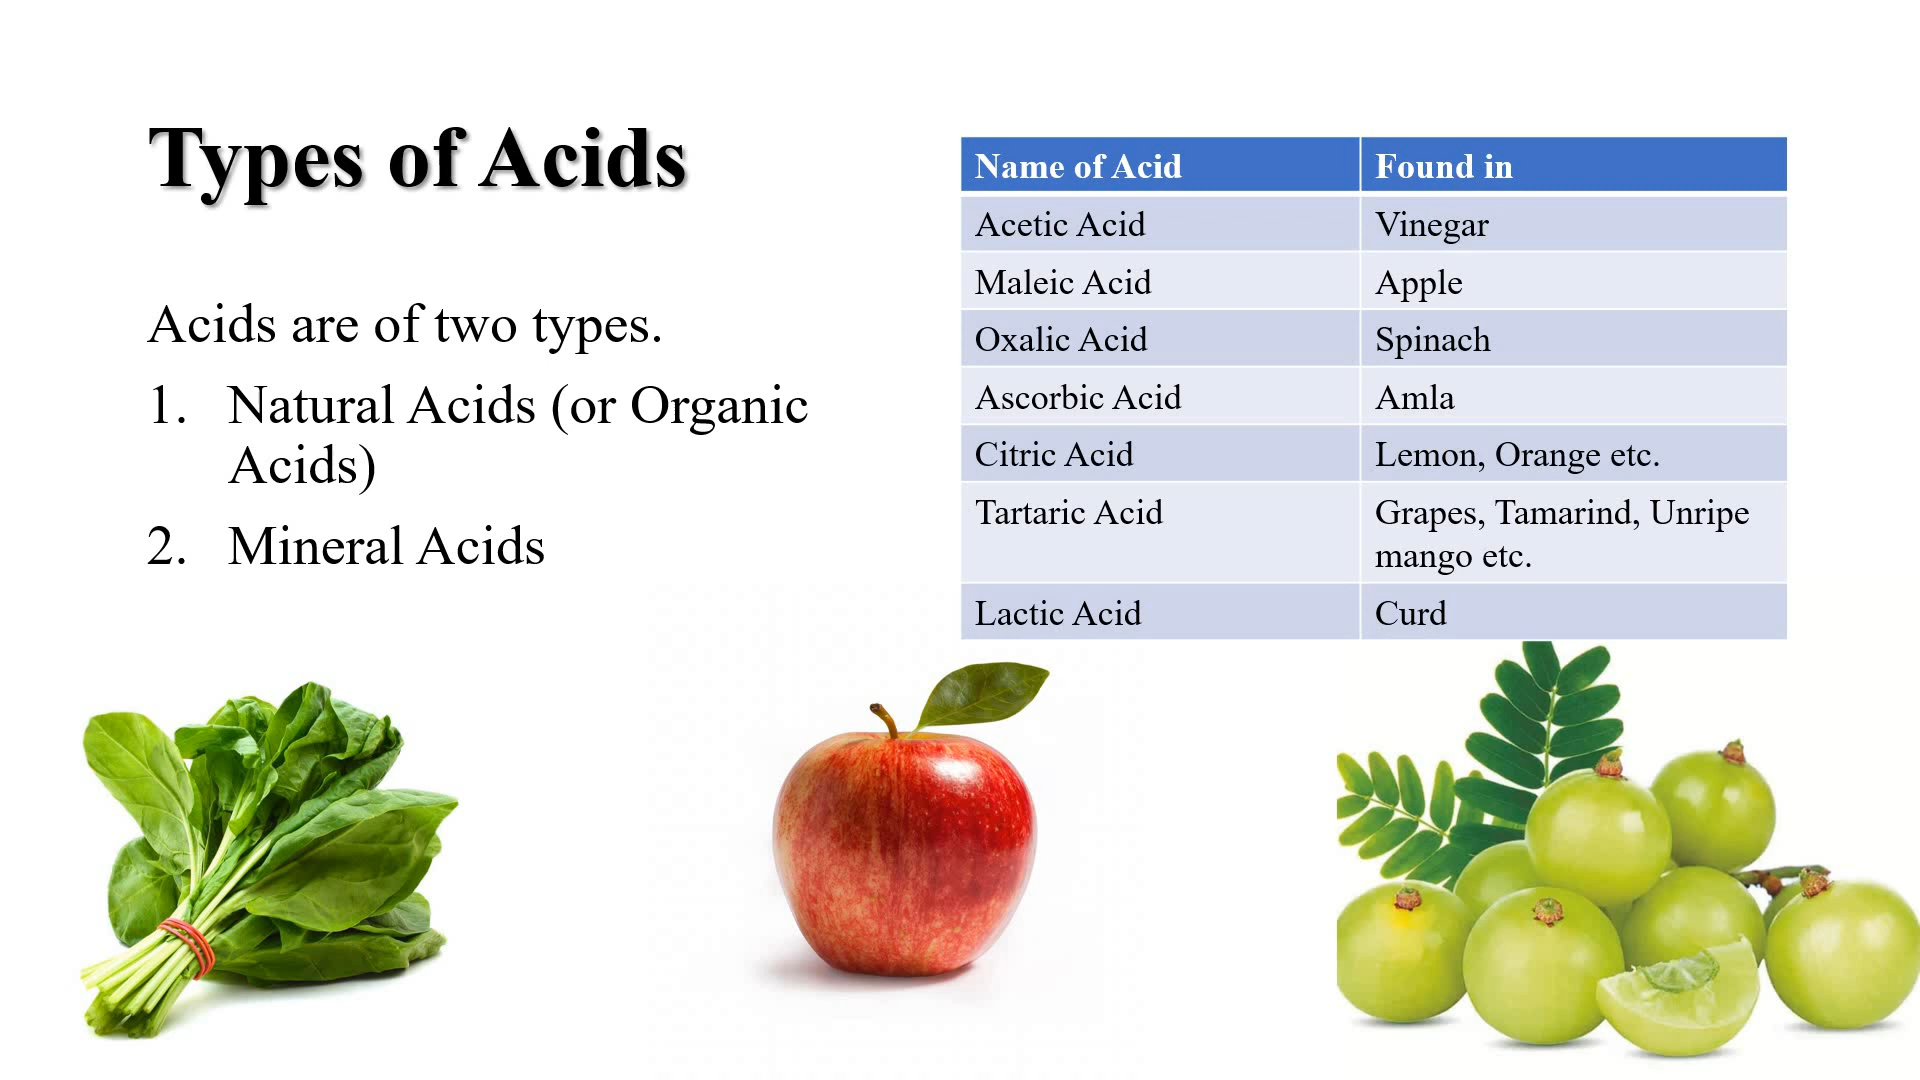 Types of Acids
Acids are of two types.
1. Natural Acids (or Organic
Acids)
2. Mineral Acids
Name of Acid Found in
Acetic Acid Vinegar
Maleic Acid Apple
Oxalic Acid Spinach
Ascorbic Acid Amla
Citric Acid Lemon, Orange etc.
Tartaric Acid Grapes, Tamarind, Unripe
mango etc.
Lactic Acid Curd